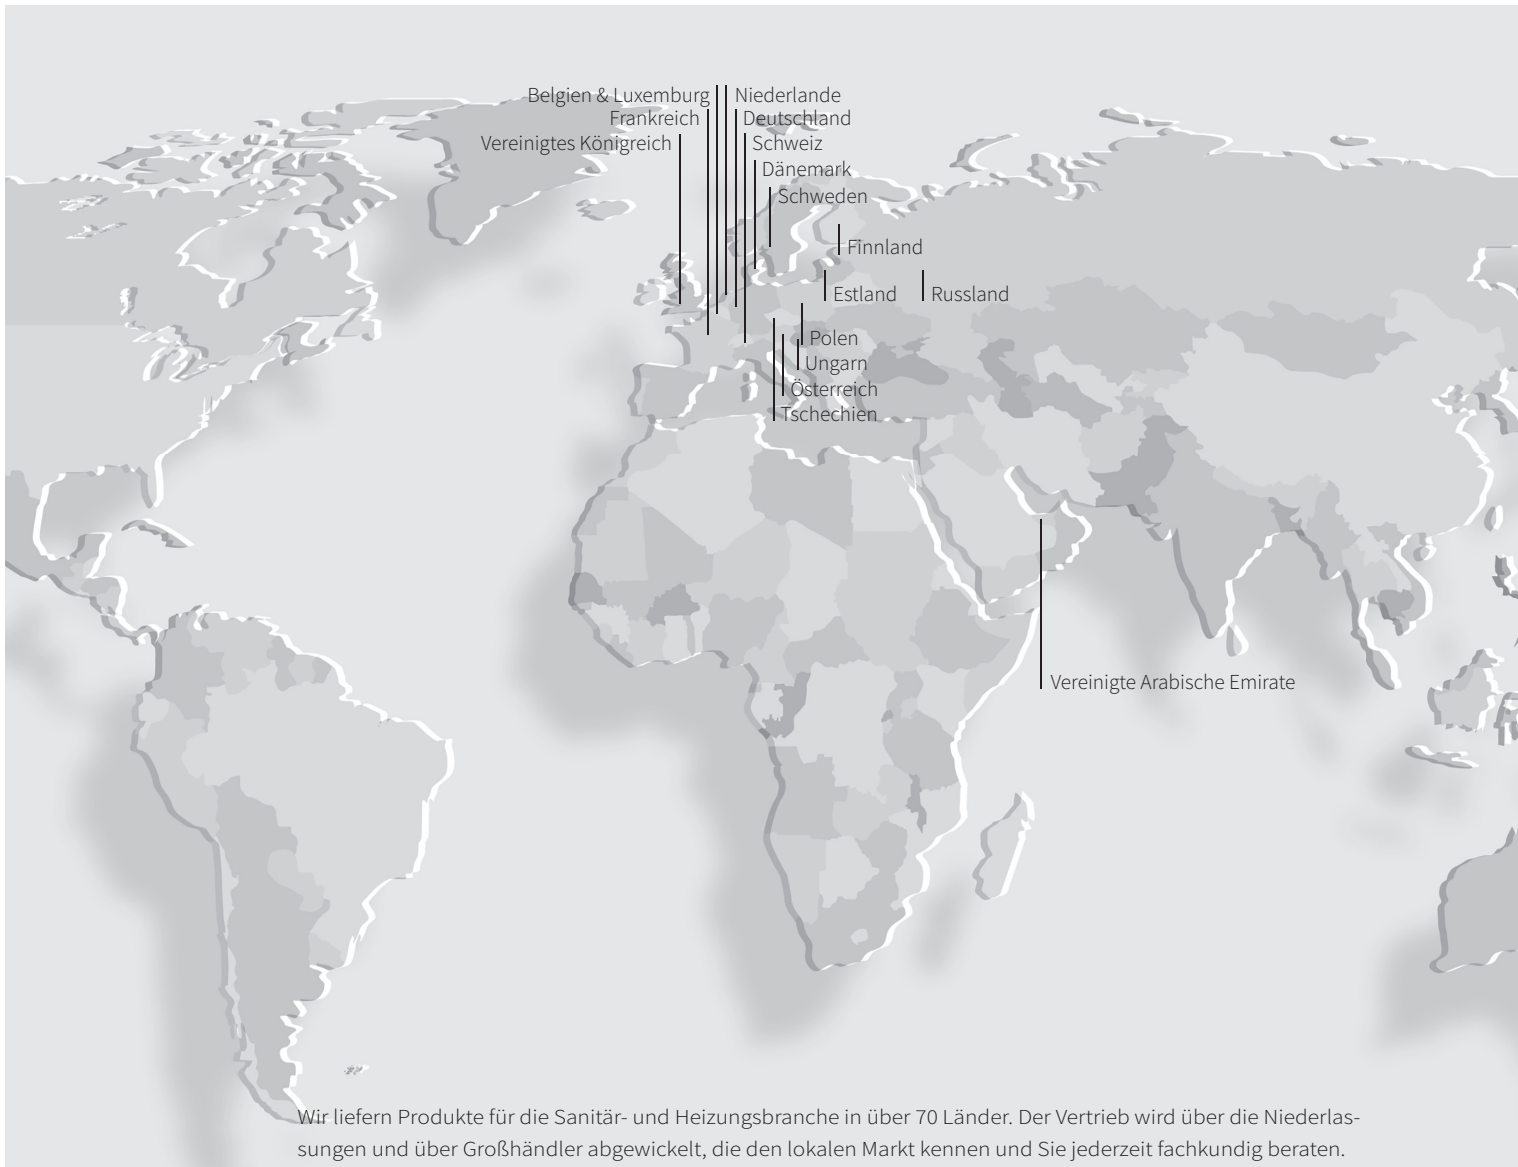 Belgien & Luxemburg
Niederlande
Frankreich
Deutschland
Vereinigtes Königreich
Schweiz
Dänemark
Schweden
Finnland
Estland
Russland
Polen
Ungarn
Österreich
Tschechien
Vereinigte Arabische Emirate
Wir liefern Produkte für die Sanitär- und Heizungsbranche in über 70 Länder. Der Vertrieb wird über die Niederlas-
sungen und über Großhändler abgewickelt, die den lokalen Markt kennen und Sie jederzeit fachkundig beraten.